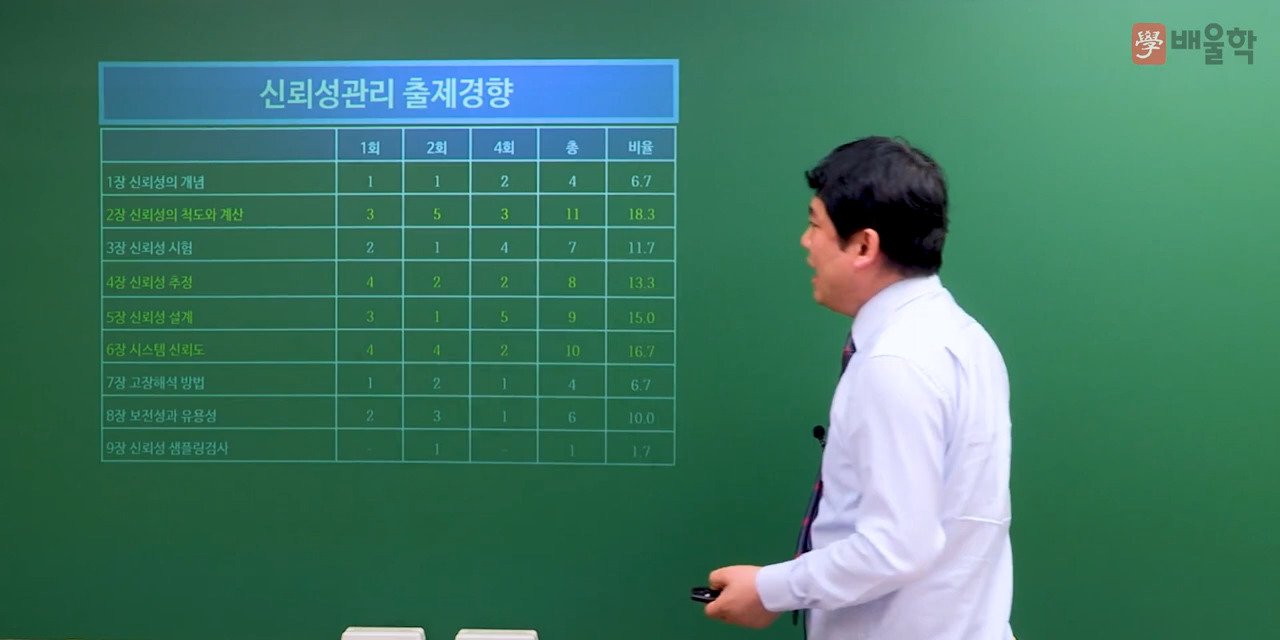 學 배울학
신뢰성관리 출제경향
1회 2회 4회 총 비율
1장 신뢰성의 개념 1 1 2 4 6.7
2장 신뢰성의 척도와 계산 3 5 3 11 18.3
3장 신뢰성 시험 2 1 4 7 11.7
4장 신뢰성 추정 4 2 2 8 13.3
5장 신뢰성 설계 3 1 5 9 15.0
6장 시스템 신뢰도 4 4 2 10 16.7
7장 고장해석 방법 1 2 1 4 6.7
8장 보전성과 유용성 2 3 1 6 10.0
9장 신뢰성 샘플링검사 - 1 - 1 1.7